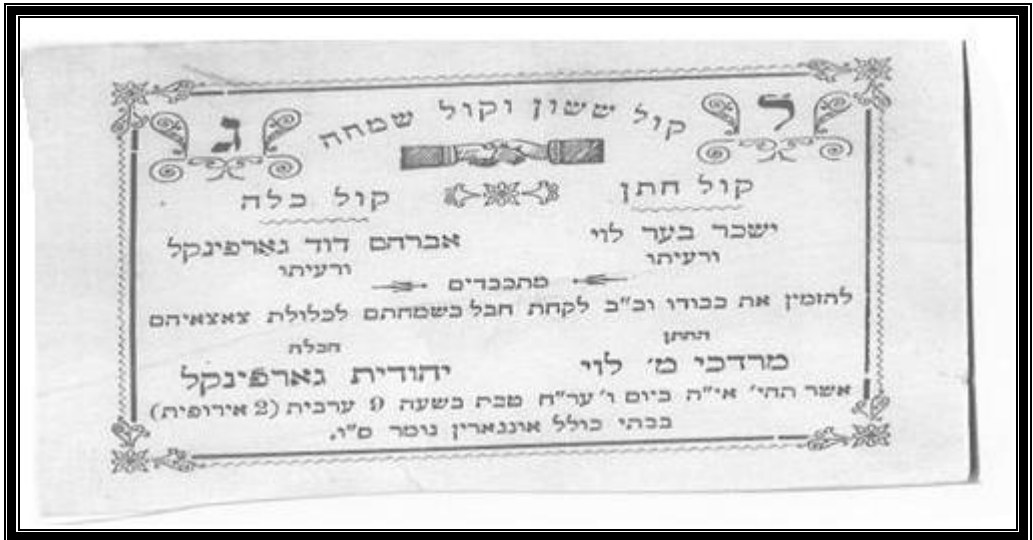 ל ג
קול ששון וקול שמחה
קול חתן קול כלה
ישכר בער לוי אברהם דוד גארפינקל
ורעיתו ורעיתו
מתכבדים
להזמין את כבודו וב"ב לקחת חבל בשמחתם לכלולת צאצאיהם
החתן הכלה
מרדכי מ' לוי יהודית גארפינקל
אשר תהי' אי"ה ביום ו' ער"ח טבת בשעה 9 ערבית (2 אירופית)
בבתי כולל אונגארין נומר ס"ו.